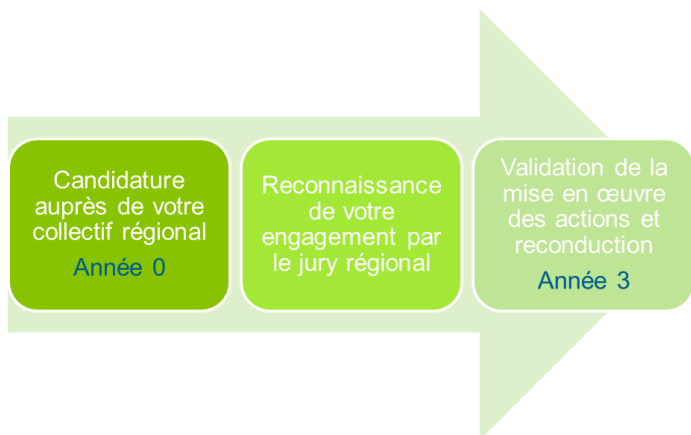 Candidature
auprès de votre
collectif régional
Année 0
Reconnaissance
de votre
engagement par
le jury régional
Validation de la
mise en œuvre
des actions et
reconduction
Année 3